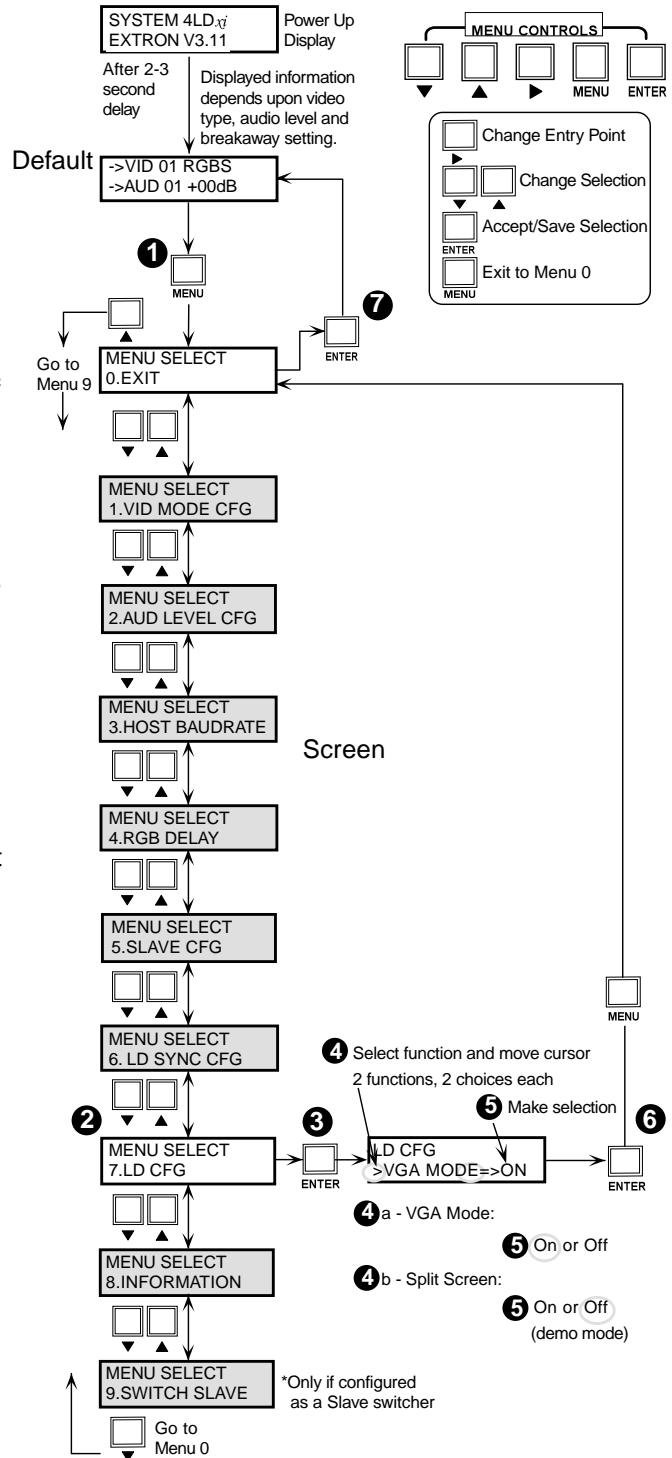 SYSTEM 4LDxi
EXTRON V3.11
Power Up
Display
MENU CONTROLS
MENU
ENTER
After 2-3
second
delay
Displayed information
depends upon video
type, audio level and
breakaway setting.
Change Entry Point
Change Selection
ENTER
Accept/Save Selection
MENU
Exit to Menu 0
Default
->VID 01 RGBS
->AUD 01 +00dB
1
MENU
7
ENTER
Go to
Menu 9
MENU SELECT
0.EXIT
MENU SELECT
1.VID MODE CFG
MENU SELECT
2.AUD LEVEL CFG
MENU SELECT
3.HOST BAUDRATE
Screen
MENU SELECT
4.RGB DELAY
MENU SELECT
5.SLAVE CFG
MENU SELECT
6. LD SYNC CFG
MENU
4 Select function and move cursor
2 functions, 2 choices each
5 Make selection
2
3
6
MENU SELECT
7.LD CFG
ENTER
LD CFG
>VGA MODE=>ON
ENTER
4 a - VGA Mode:
5 On or Off
4 b - Split Screen:
5 On or Off
(demo mode)
MENU SELECT
8.INFORMATION
MENU SELECT
9.SWITCH SLAVE
*Only if configured
as a Slave switcher
Go to
Menu 0